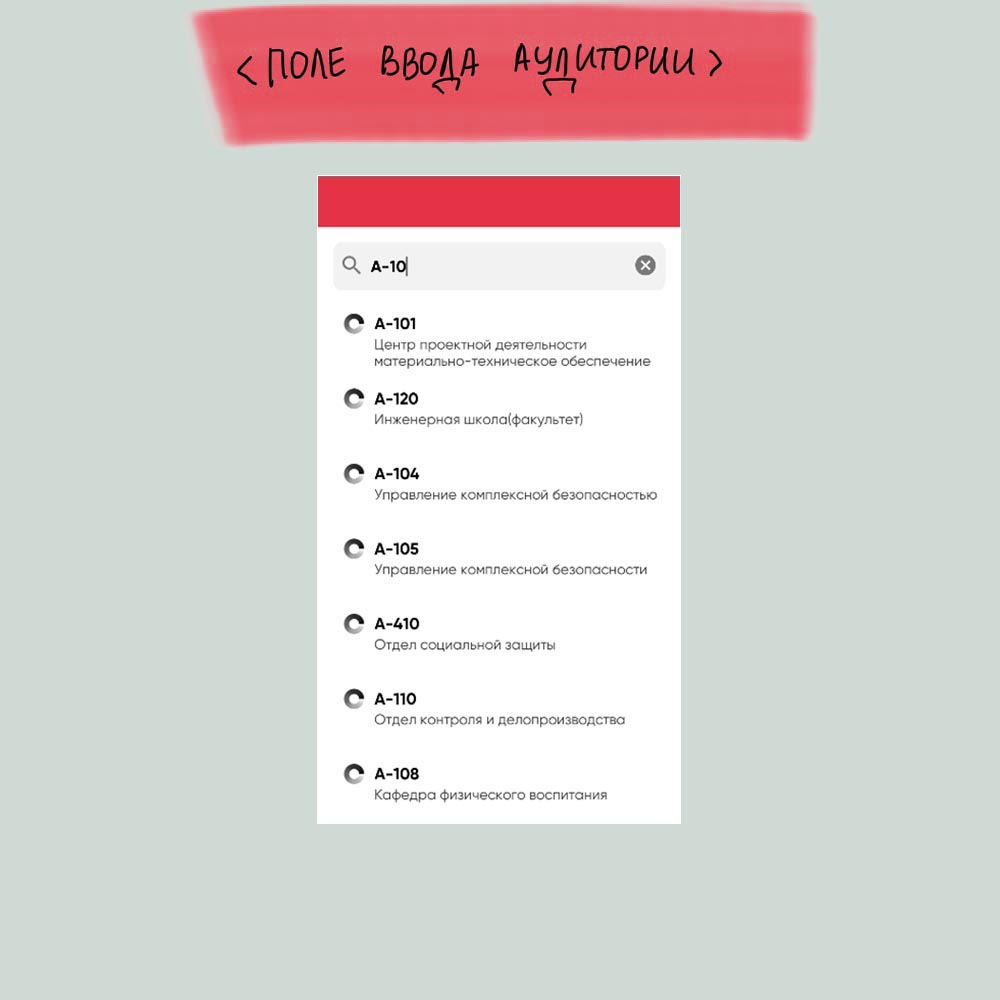 <ПОЛЕ ВВОДА АУДИТОРИИ>
А-10
А-101
Центр проектной деятельности
материально-техническое обеспечение
А-120
Инженерная школа(факультет)
А-104
Управление комплексной безопасностью
А-105
Управление комплексной безопасности
А-410
Отдел социальной защиты
А-110
Отдел контроля и делопроизводства
А-108
Кафедра физического воспитания